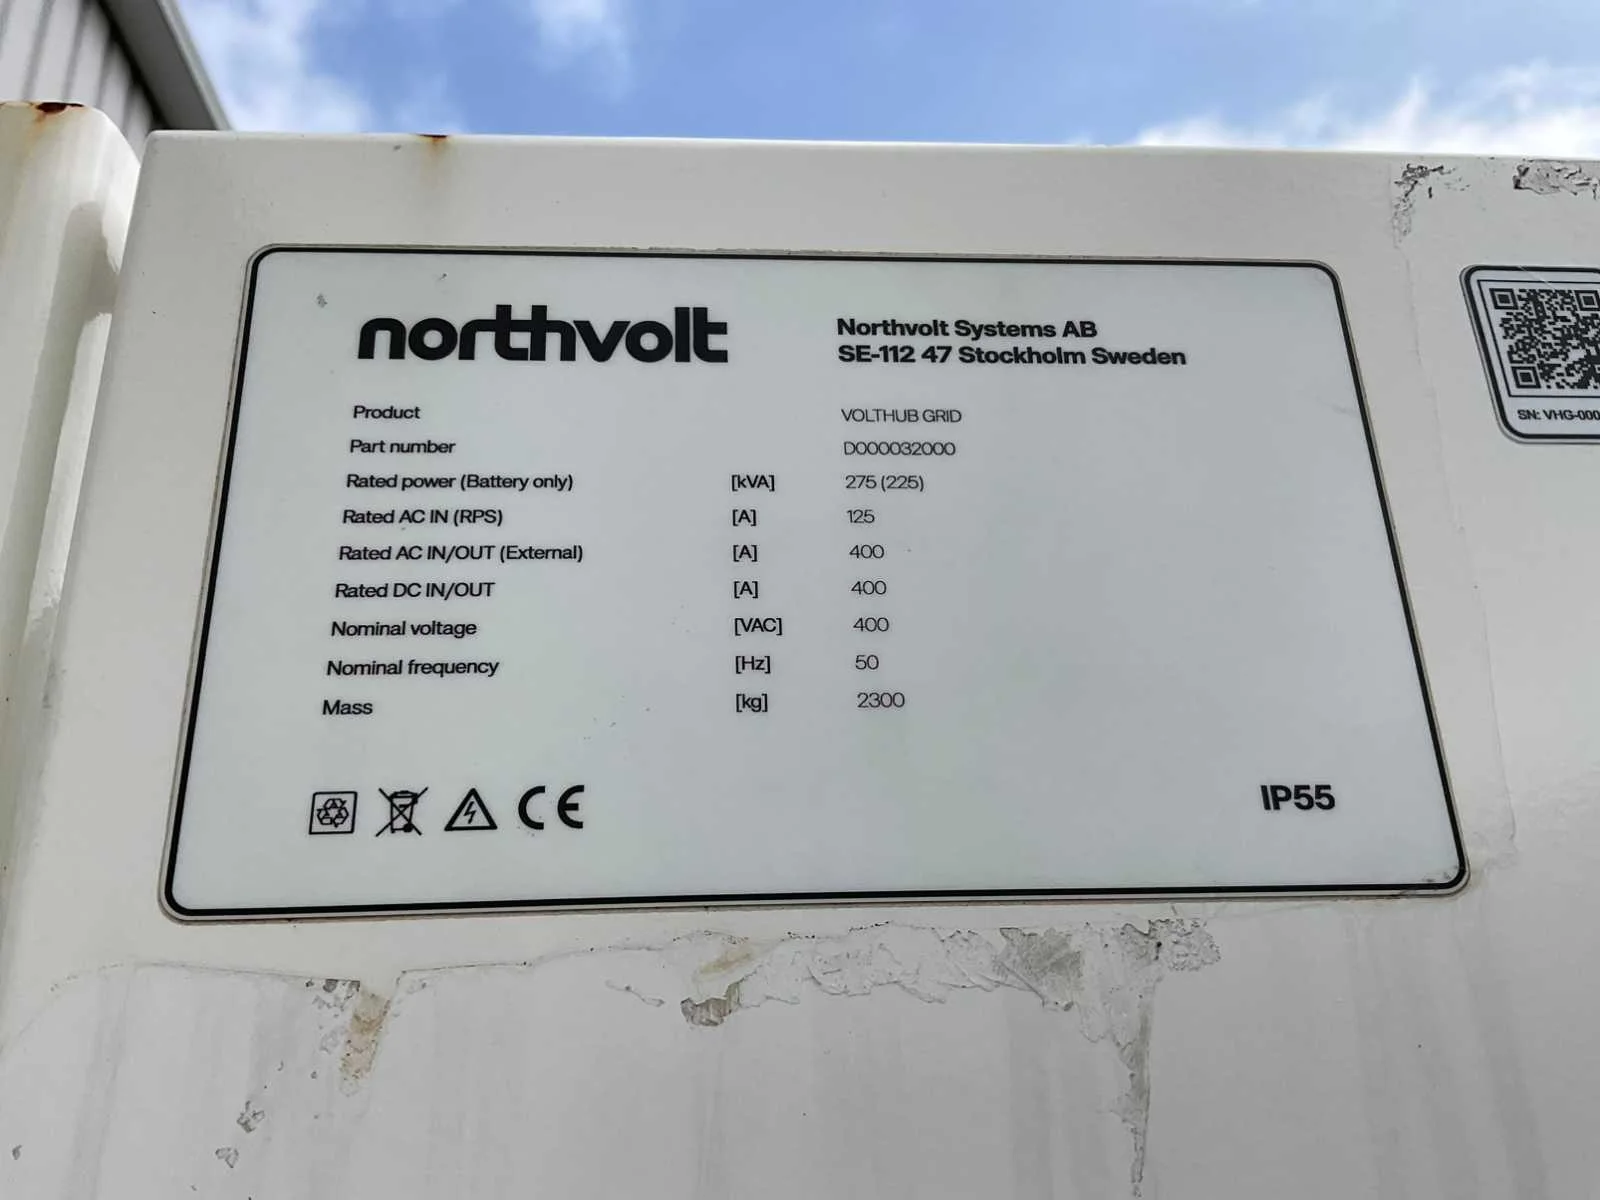 northvolt
Northvolt Systems AB
SE-112 47 Stockholm Sweden
Product VOLTHUB GRID
Part number D000032000
Rated power (Battery only) [kVA] 275 (225)
Rated AC IN (RPS) [A] 125
Rated AC IN/OUT (External) [A] 400
Rated DC IN/OUT [A] 400
Nominal voltage [VAC] 400
Nominal frequency [Hz] 50
Mass [kg] 2300
CE
IP55
SN: VHG-000